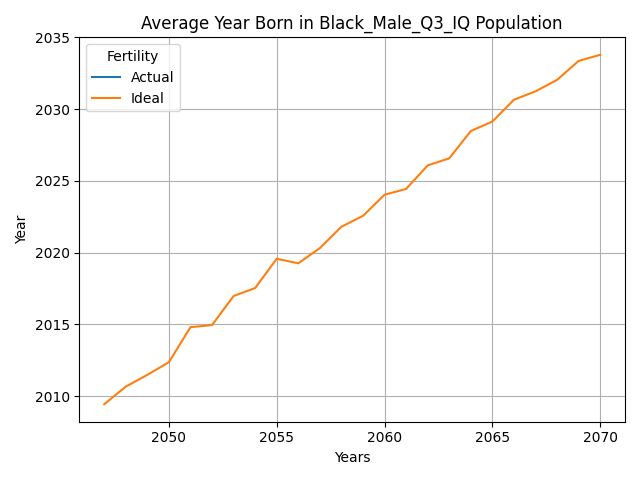 Average Year Born in Black_Male_Q3_IQ Population
2035
Fertility
Actual
Ideal
2030
2025
Year
2020
2015
2010
2050 2055 2060 2065 2070
Years